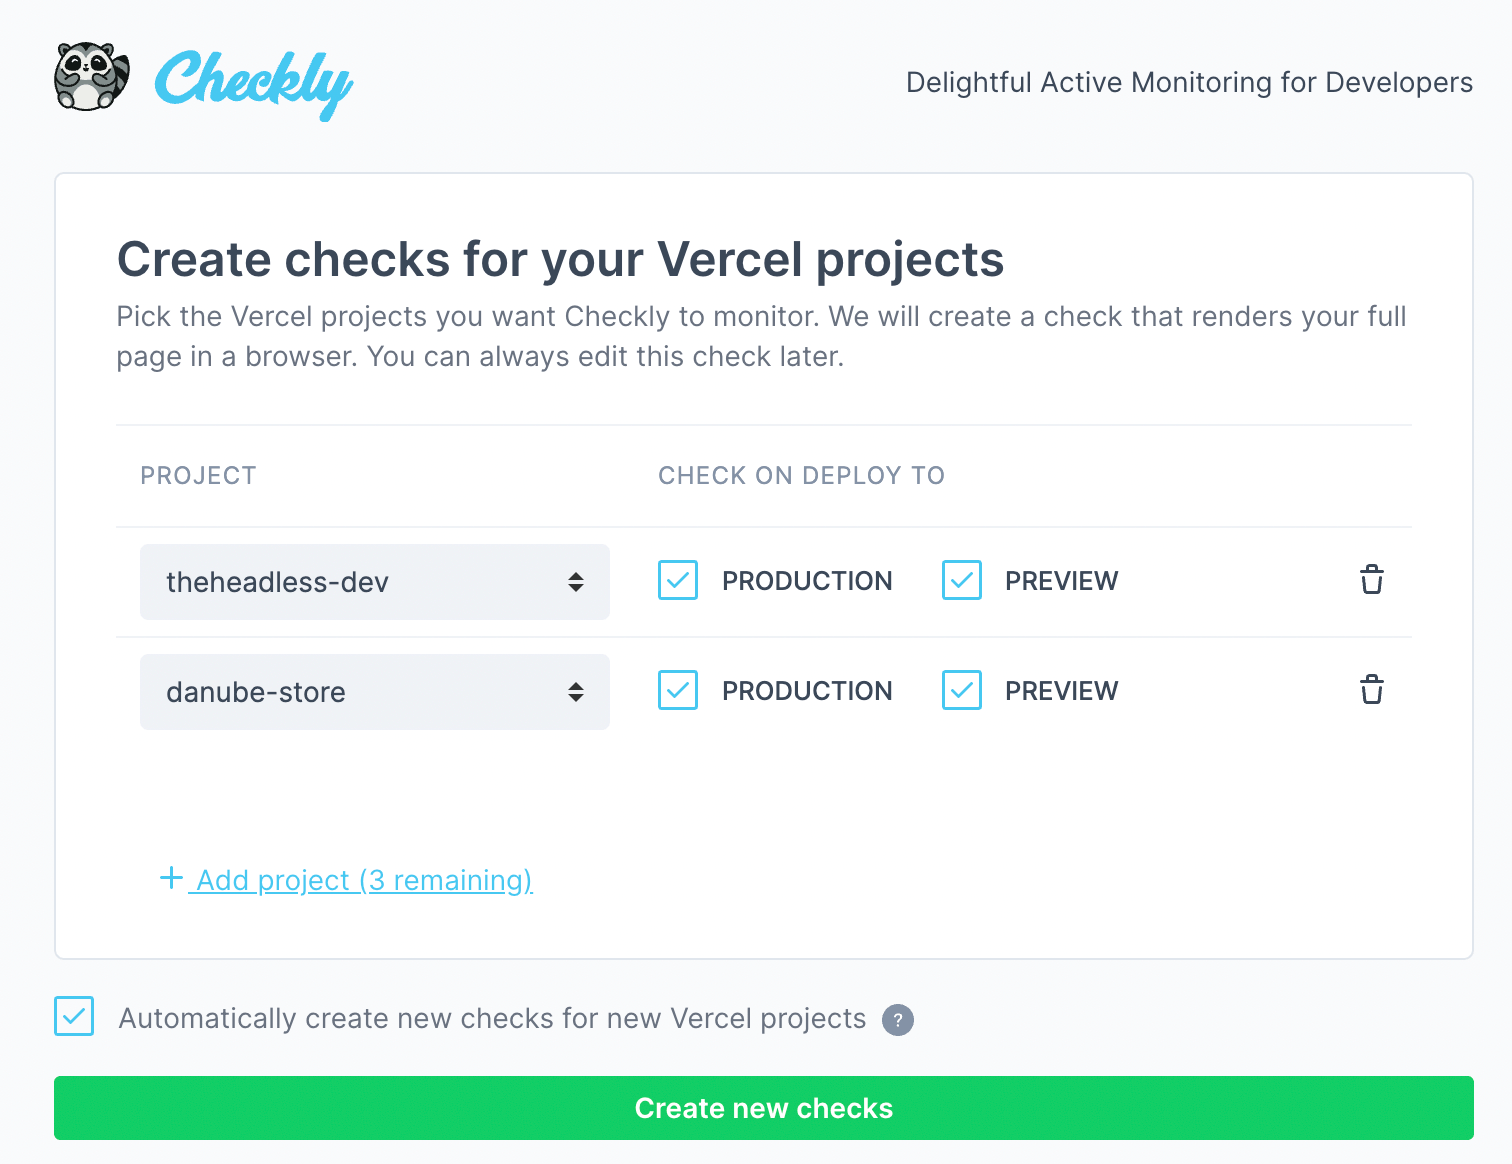 Checkly
Delightful Active Monitoring for Developers
Create checks for your Vercel projects
Pick the Vercel projects you want Checkly to monitor. We will create a check that renders your full
page in a browser. You can always edit this check later.
PROJECT CHECK ON DEPLOY TO
theheadless-dev PRODUCTION PREVIEW
danube-store PRODUCTION PREVIEW
+ Add project (3 remaining)
Automatically create new checks for new Vercel projects ?
Create new checks